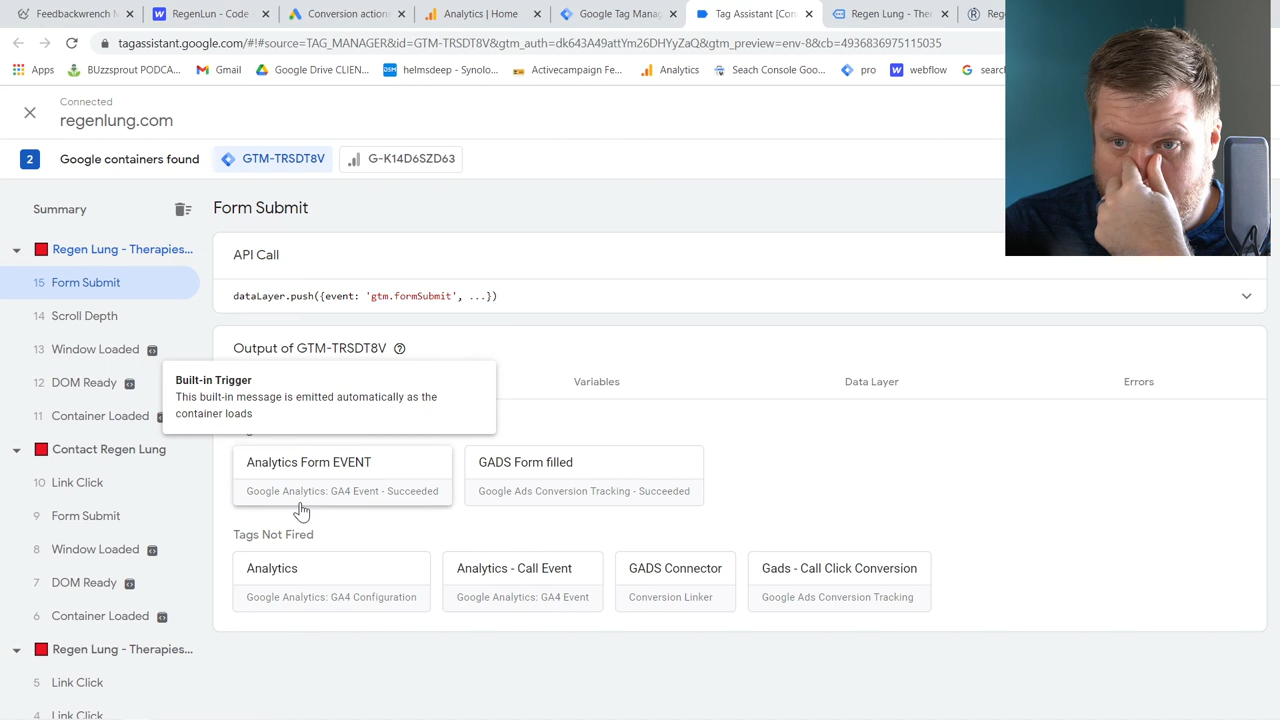 Feedbackwrench M
RegenLun - Code
Conversion action
Analytics | Home
Google Tag Mana
Tag Assistant [Con
Regen Lung - The
Reg
tagassistant.google.com/#!#source=TAG_MANAGER&id=GTM-TRSDT8V&gtm_auth=dk643A49attYm26DHYyZaQ&gtm_preview=env-8&cb=4936836975115035
Apps
BUzzsprout PODCA...
Gmail
Google Drive CLIEN...
DSM
helmsdeep - Synolo...
Activecampaign Fe...
Analytics
Seach Console Goo...
pro
webflow
searc
Connected
regenlung.com
2
Google containers found
GTM-TRSDT8V
G-K14D6SZD63
Summary
Regen Lung - Therapies...
15 Form Submit
14 Scroll Depth
13 Window Loaded
12 DOM Ready
11 Container Loaded
Contact Regen Lung
10 Link Click
9 Form Submit
8 Window Loaded
7 DOM Ready
6 Container Loaded
Regen Lung - Therapies...
5 Link Click
4 Link Click
Form Submit
API Call
dataLayer.push({event: 'gtm.formSubmit', ...})
Output of GTM-TRSDT8V
Variables
Data Layer
Errors
Built-in Trigger
This built-in message is emitted automatically as the
container loads
Analytics Form EVENT
Google Analytics: GA4 Event - Succeeded
GADS Form filled
Google Ads Conversion Tracking - Succeeded
Tags Not Fired
Analytics
Google Analytics: GA4 Configuration
Analytics - Call Event
Google Analytics: GA4 Event
GADS Connector
Conversion Linker
Gads - Call Click Conversion
Google Ads Conversion Tracking